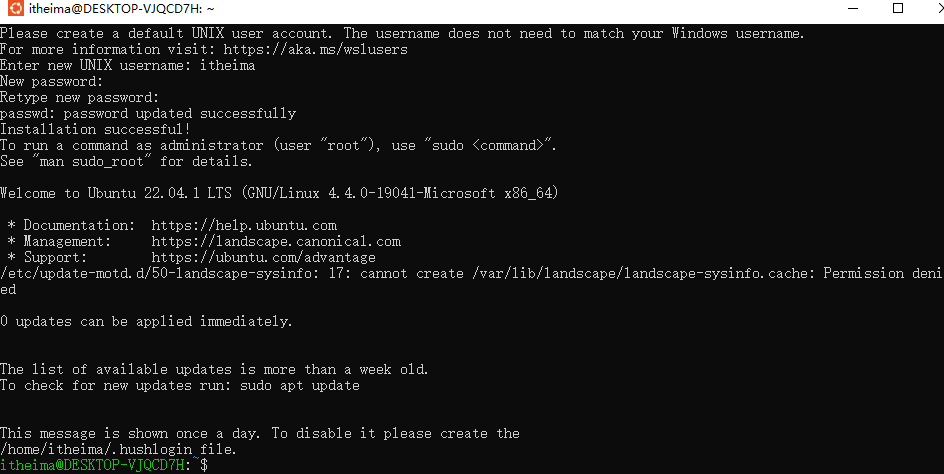 itheima@DESKTOP-VJQCD7H: ~
Please create a default UNIX user account. The username does not need to match your Windows username.
For more information visit: https://aka.ms/wslusers
Enter new UNIX username: itheima
New password:
Retype new password:
passwd: password updated successfully
Installation successful!
To run a command as administrator (user "root"), use "sudo <command>".
See "man sudo_root" for details.
Welcome to Ubuntu 22.04.1 LTS (GNU/Linux 4.4.0-19041-Microsoft x86_64)
* Documentation:  https://help.ubuntu.com
* Management:     https://landscape.canonical.com
* Support:        https://ubuntu.com/advantage
/etc/update-motd.d/50-landscape-sysinfo: 17: cannot create /var/lib/landscape/landscape-sysinfo.cache: Permission deni
ed
0 updates can be applied immediately.
The list of available updates is more than a week old.
To check for new updates run: sudo apt update
This message is shown once a day. To disable it please create the
/home/itheima/.hushlogin file.
itheima@DESKTOP-VJQCD7H:~$